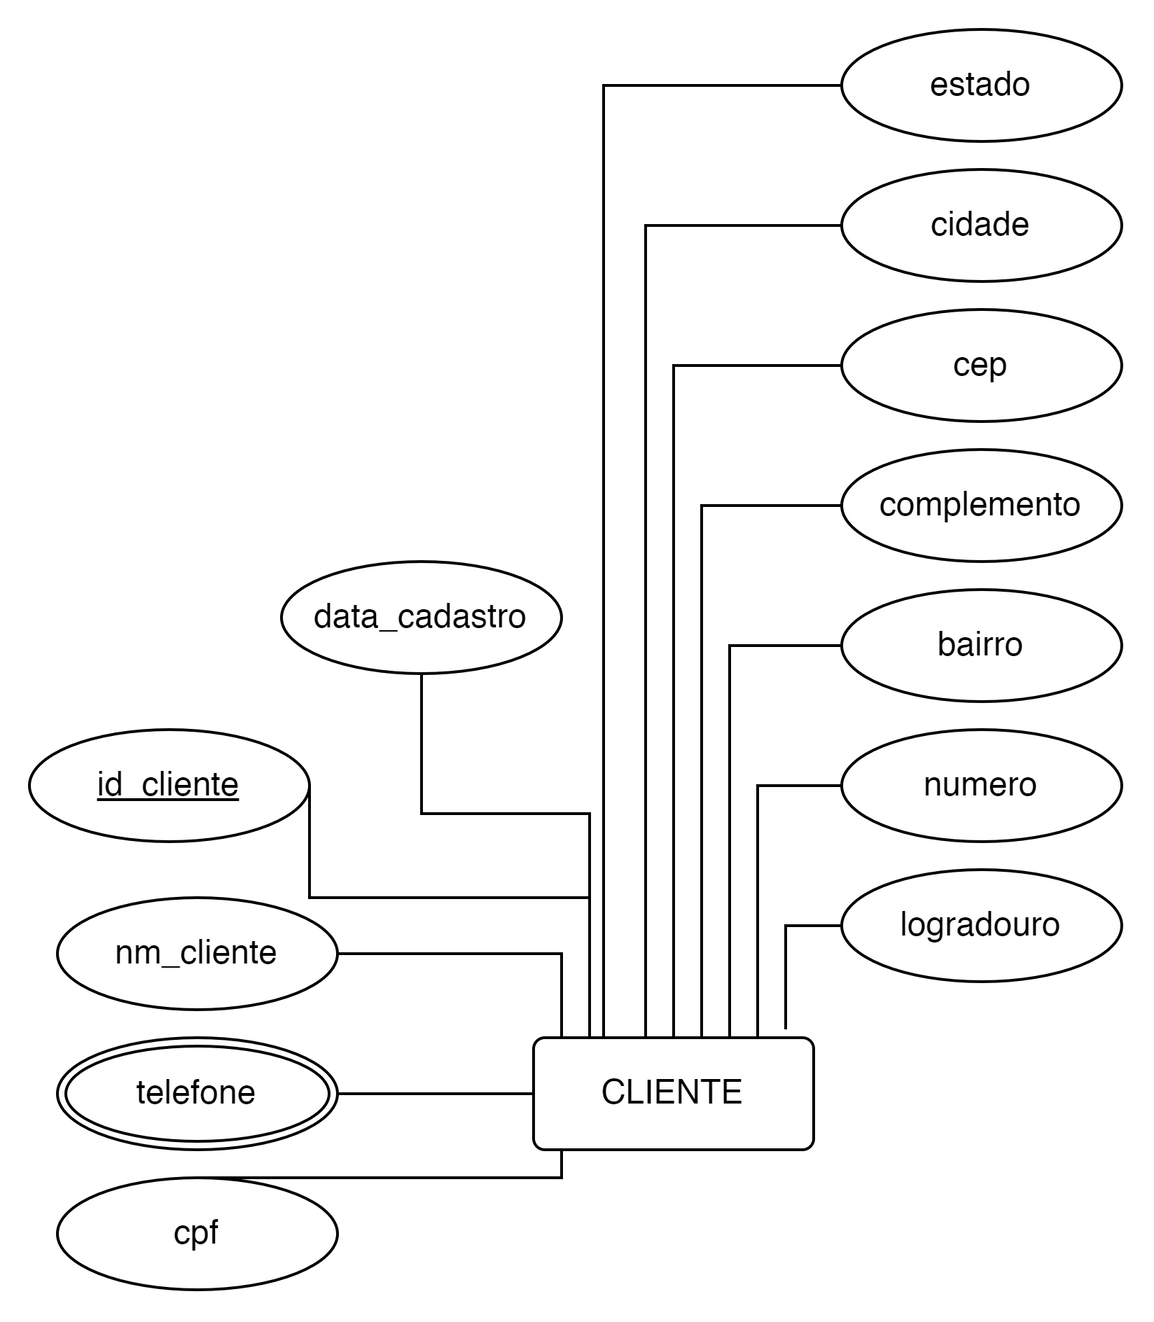 estado
cidade
cep
complemento
data_cadastro
bairro
id_cliente
numero
nm_cliente
logradouro
telefone
CLIENTE
cpf